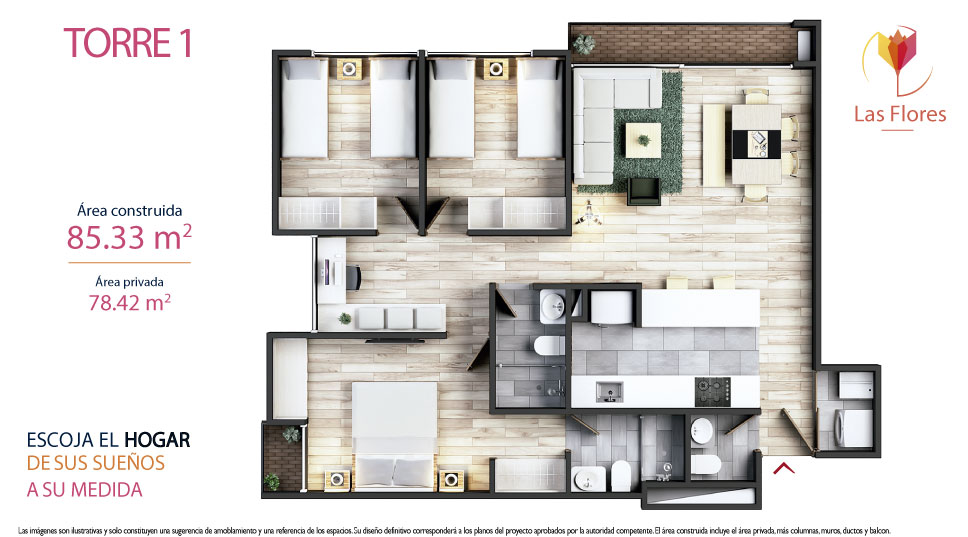 TORRE 1
Las Flores
Área construida
85.33 m²
Área privada
78.42 m²
ESCOJA EL HOGAR
DE SUS SUEÑOS
A SU MEDIDA
Las imágenes son ilustrativas y solo constituyen una sugerencia de amoblamiento y una referencia de los espacios. Su diseño definitivo corresponderá a los planos del proyecto aprobados por la autoridad competente. El área construida incluye el área privada, más columnas, muros, ductos y balcon.